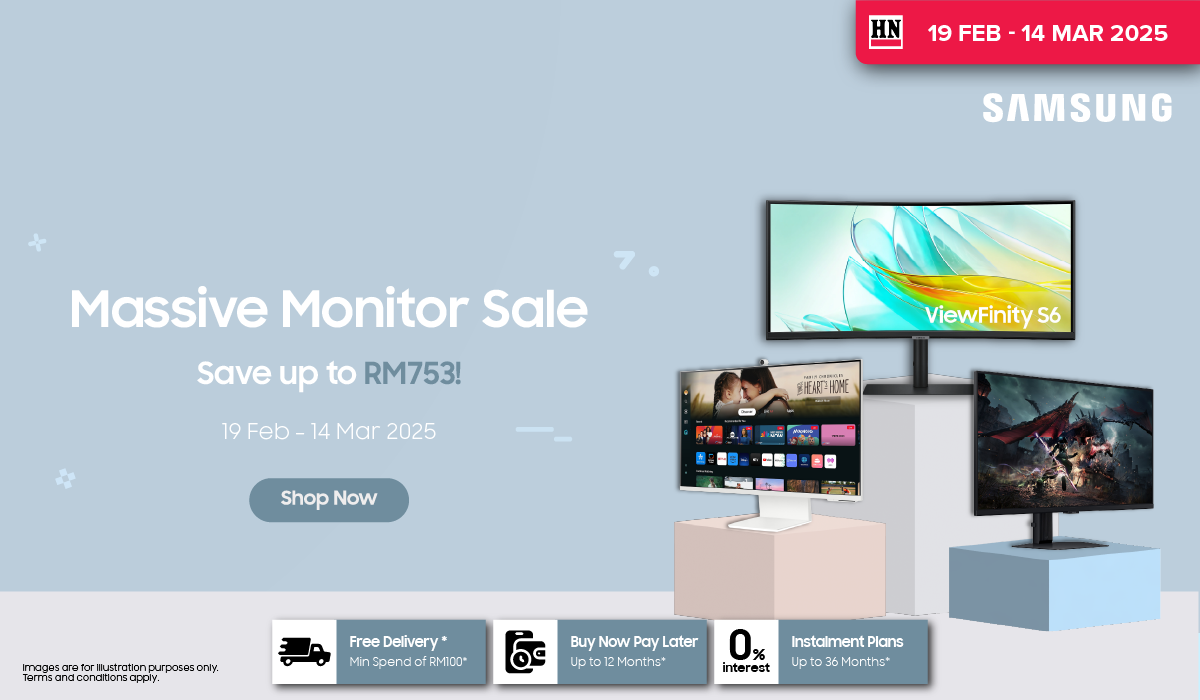 HN
19 FEB - 14 MAR 2025
SAMSUNG
ViewFinity S6
Massive Monitor Sale
Save up to RM753!
19 Feb - 14 Mar 2025
Shop Now
FAMILY CHRONICLES
THE HEART OF HOME
Free Delivery *
Min Spend of RM100*
Buy Now Pay Later
Up to 12 Months*
0%
interest
Instalment Plans
Up to 36 Months*
Images are for illustration purposes only.
Terms and conditions apply.